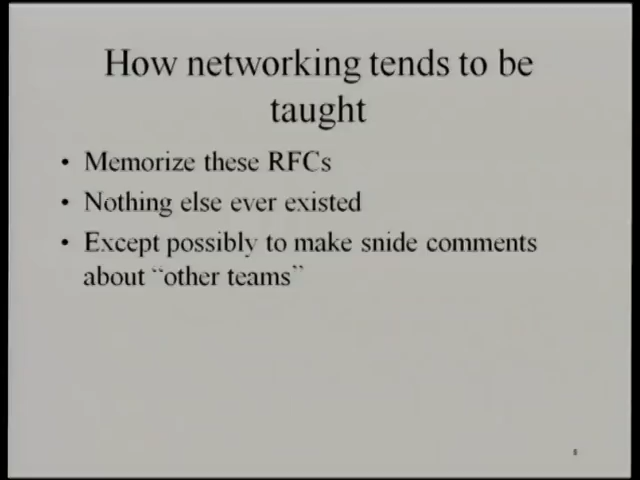 How networking tends to be
taught
• Memorize these RFCs
• Nothing else ever existed
• Except possibly to make snide comments
about “other teams”
8